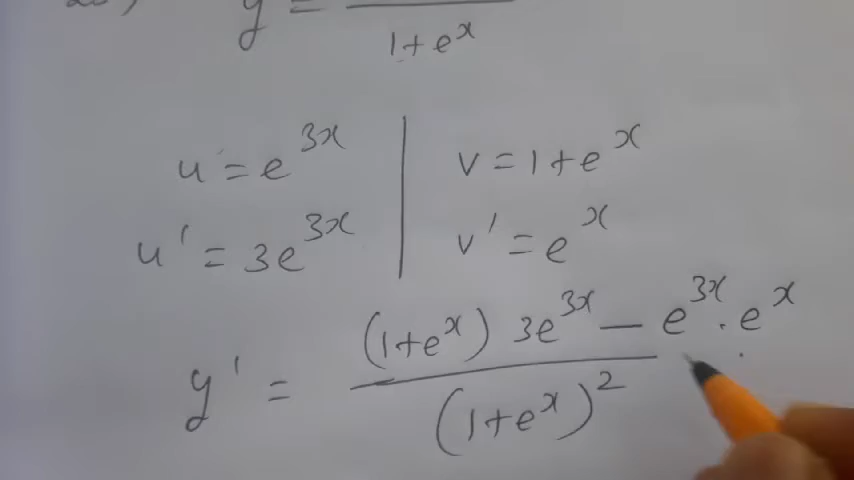 y =
1+e^x
u = e^3x | v = 1+e^x
u' = 3e^3x | v' = e^x
y' = (1+e^x) 3e^3x — e^3x . e^x
(1+e^x)^2